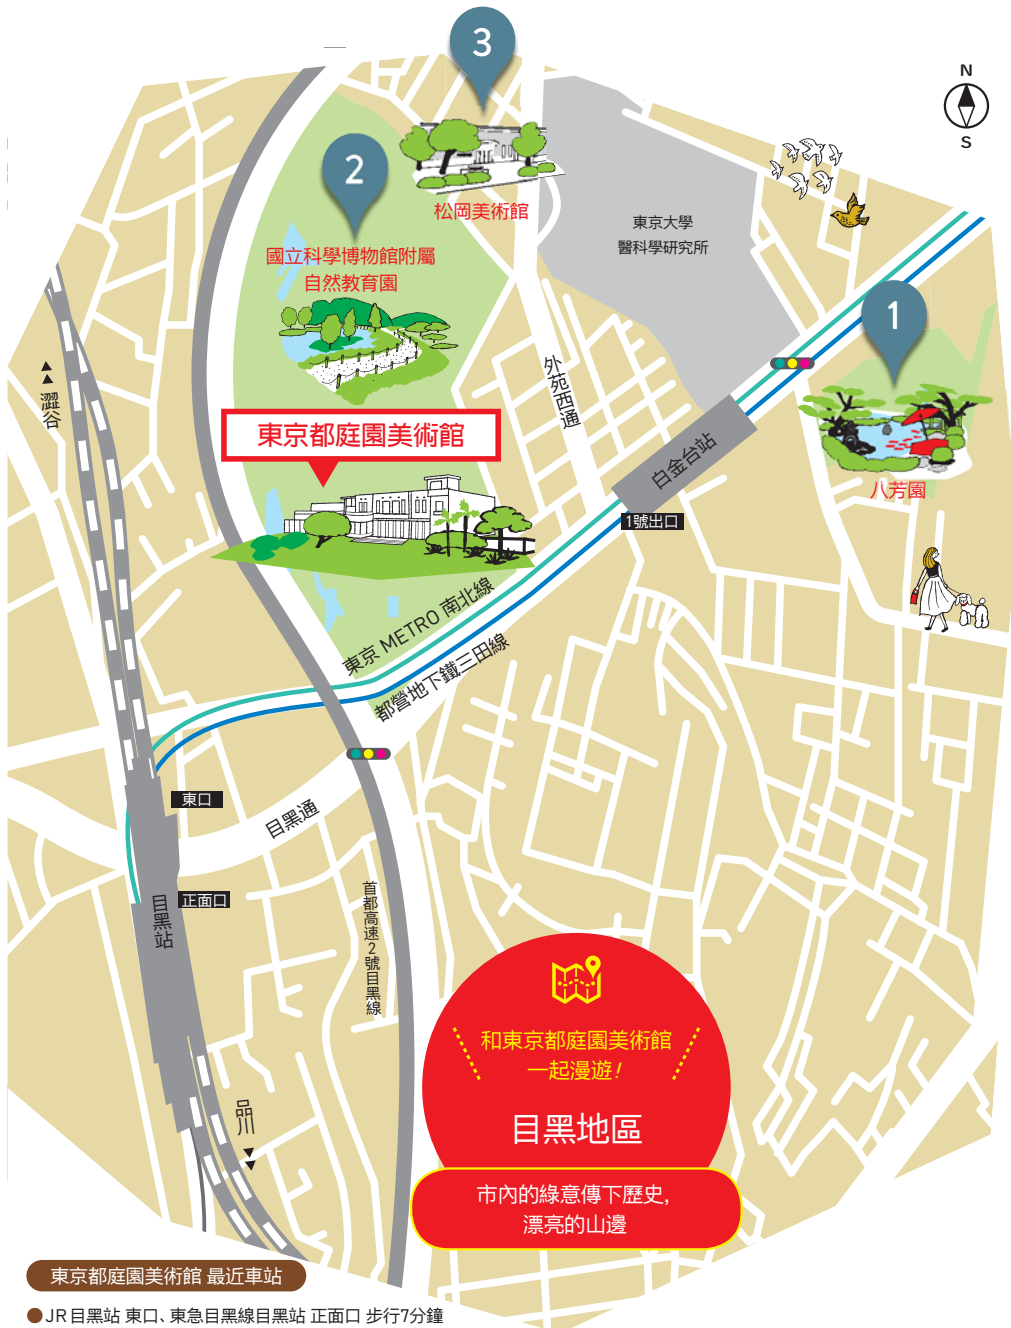 3
N
S
2
松岡美術館
東京大學
醫科學研究所
國立科學博物館附屬
自然教育園
1
澀谷
外苑西通
東京都庭園美術館
白金台站
八芳園
1號出口
東京 METRO 南北線
都營地下鐵三田線
東口
目黑通
正面口
目黑站
首都高速2號目黑線
和東京都庭園美術館
一起漫遊!
目黑地區
品川
市內的綠意傳下歷史,
漂亮的山邊
東京都庭園美術館 最近車站
●JR目黑站 東口、東急目黑線目黑站 正面口 步行7分鐘